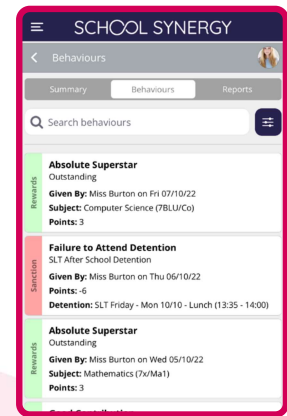 SCHOOL SYNERGY
Behaviours
Summary Behaviours Reports
Search behaviours
Rewards
Absolute Superstar
Outstanding
Given By: Miss Burton on Fri 07/10/22
Subject: Computer Science (7BLU/Co)
Points: 3
Sanction
Failure to Attend Detention
SLT After School Detention
Given By: Miss Burton on Thu 06/10/22
Points: -6
Detention: SLT Friday - Mon 10/10 - Lunch (13:35 - 14:00)
Rewards
Absolute Superstar
Outstanding
Given By: Miss Burton on Wed 05/10/22
Subject: Mathematics (7x/Ma1)
Points: 3